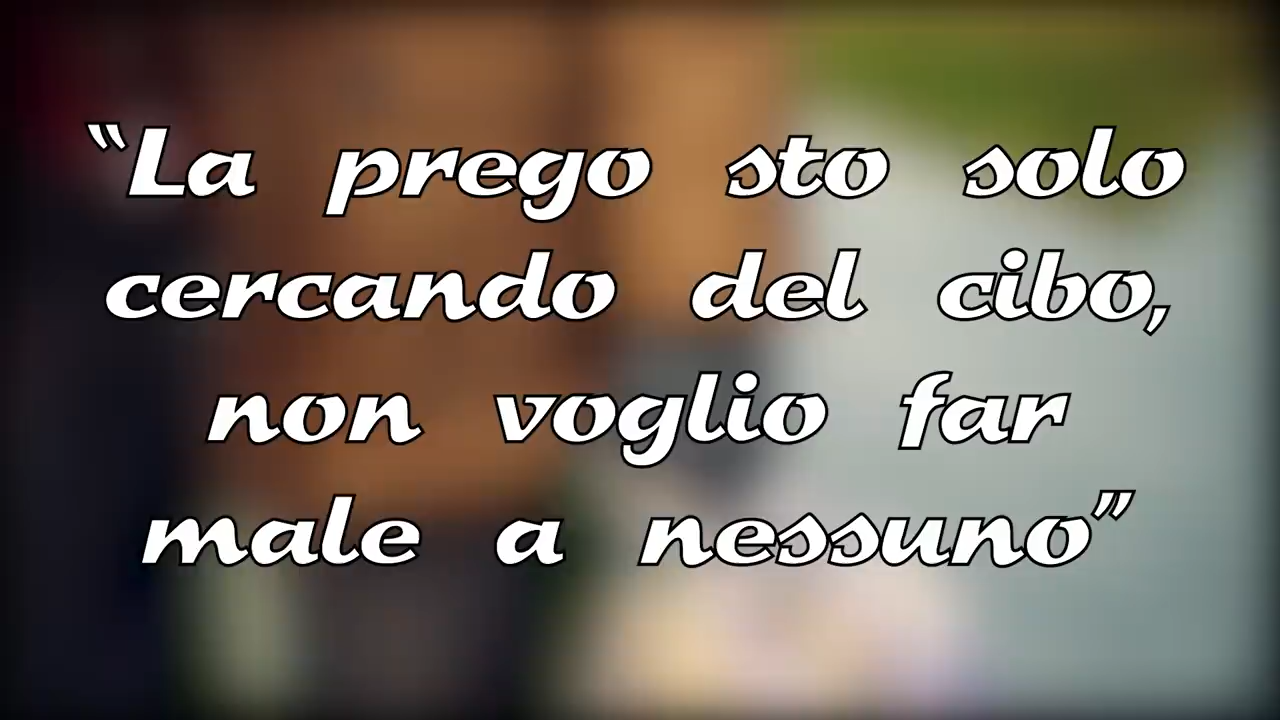 “La prego sto solo
cercando del cibo,
non voglio far
male a nessuno”